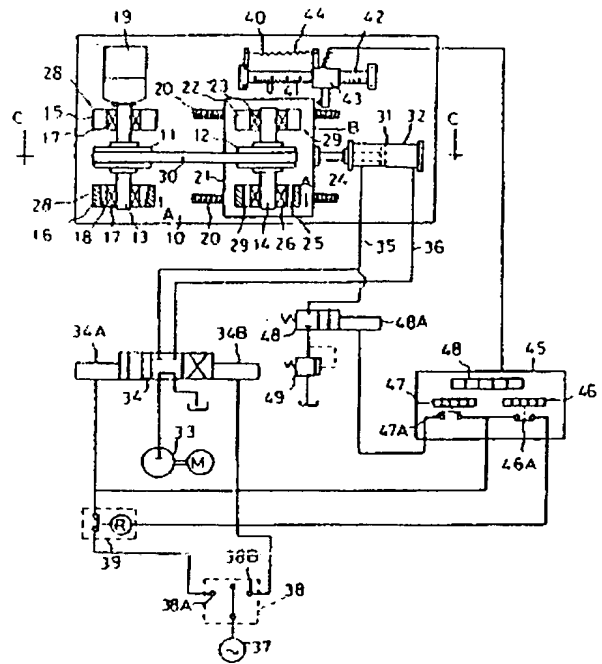 19 40 44 42
28 20 22 23 41 43
C 15 B 31 32 C
17 11 12 29
30 21 24
28 A
16 18 17 13 10 20 29 14 26 25 35 36
A
34A 34B 48 48A
48 45
34 49 47 46
33 47A 46A
M
R
39 38B
38A 38
37